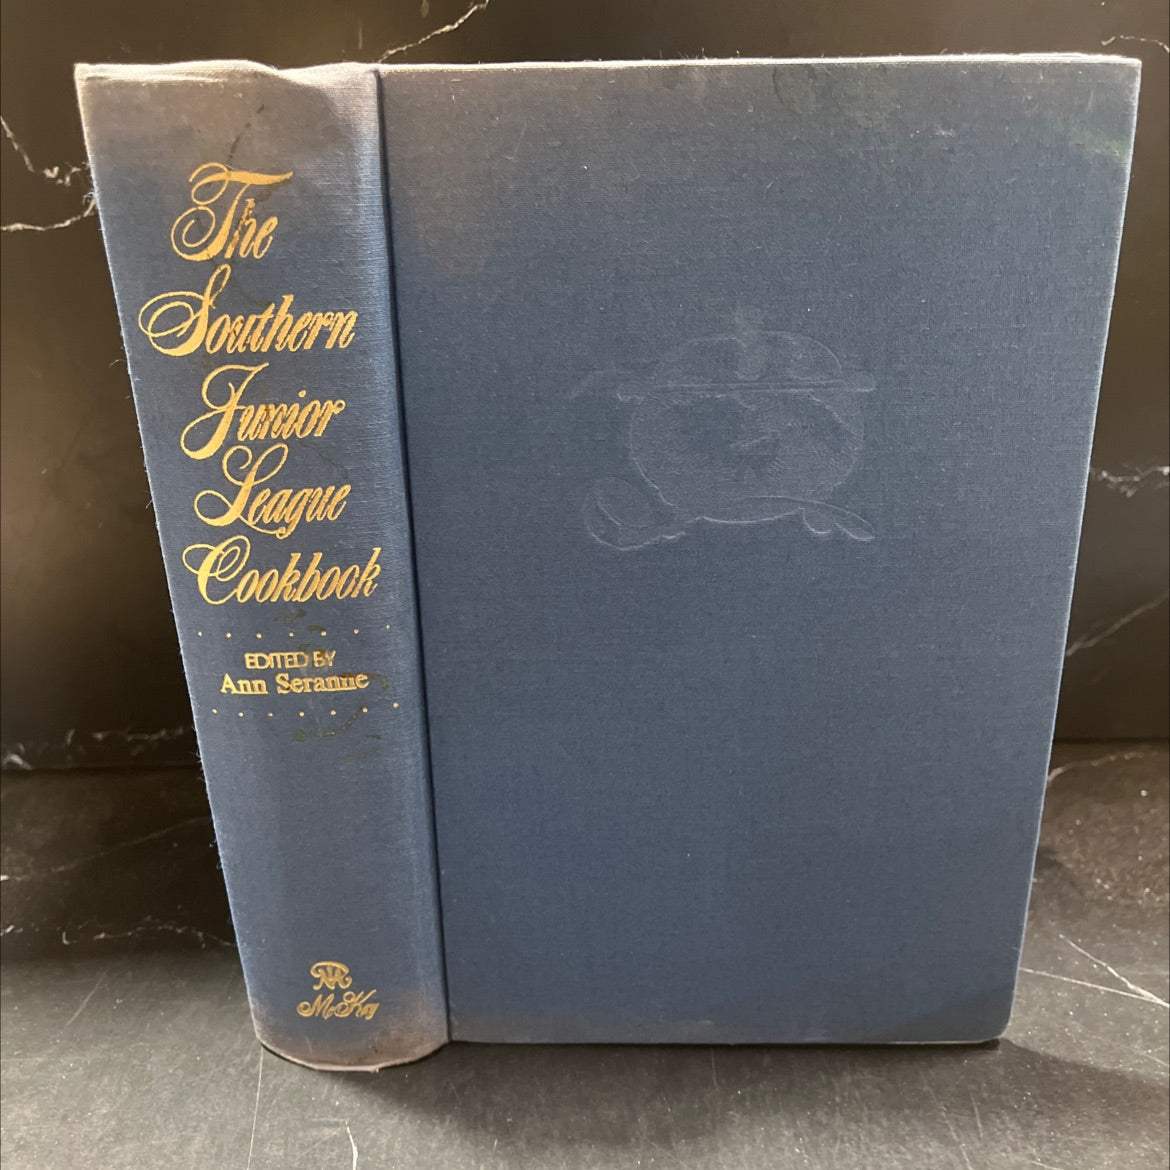 The
Southern
Junior
League
Cookbook
EDITED BY
Ann Seranne
McKay